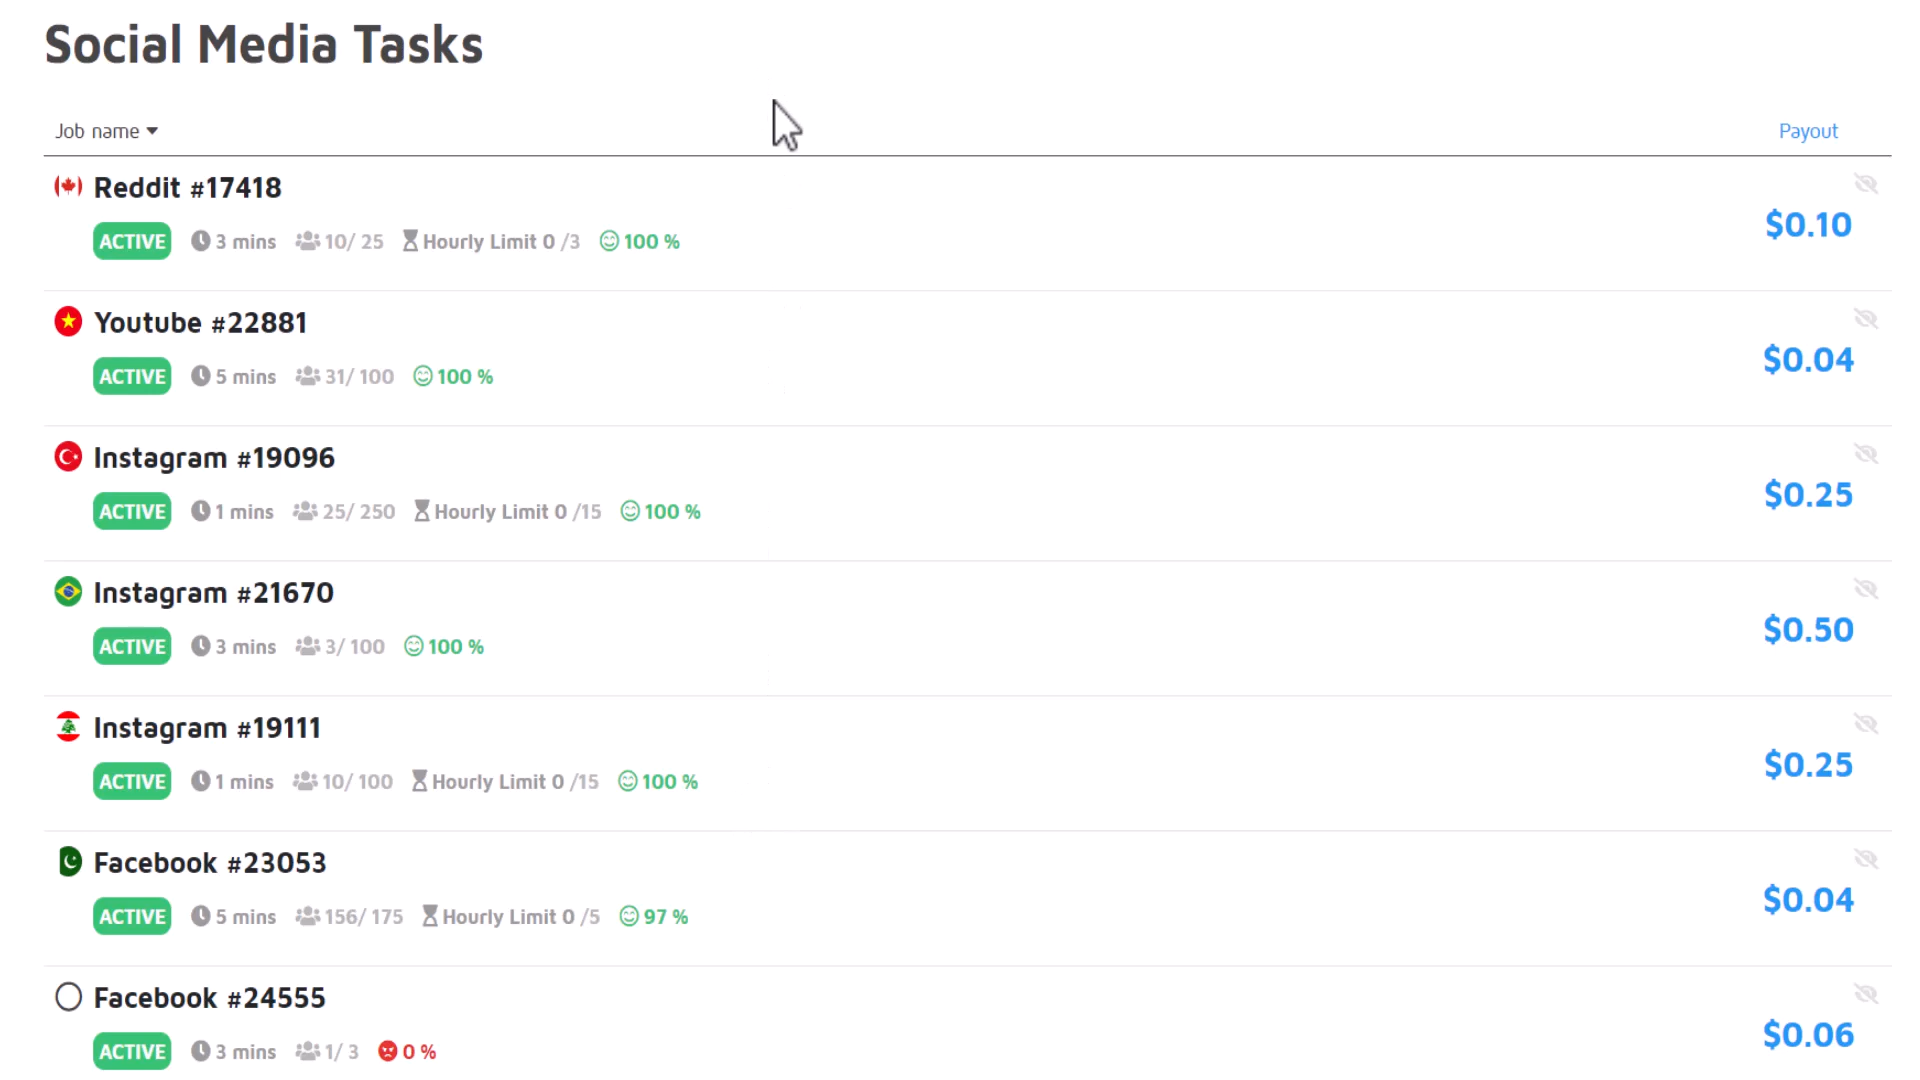 Social Media Tasks
Job name
Payout
Reddit #17418
$0.10
ACTIVE 3 mins 10/ 25 Hourly Limit 0 /3 100 %
Youtube #22881
$0.04
ACTIVE 5 mins 31/ 100 100 %
Instagram #19096
$0.25
ACTIVE 1 mins 25/ 250 Hourly Limit 0 /15 100 %
Instagram #21670
$0.50
ACTIVE 3 mins 3/ 100 100 %
Instagram #19111
$0.25
ACTIVE 1 mins 10/ 100 Hourly Limit 0 /15 100 %
Facebook #23053
$0.04
ACTIVE 5 mins 156/ 175 Hourly Limit 0 /5 97 %
Facebook #24555
$0.06
ACTIVE 3 mins 1/ 3 0 %